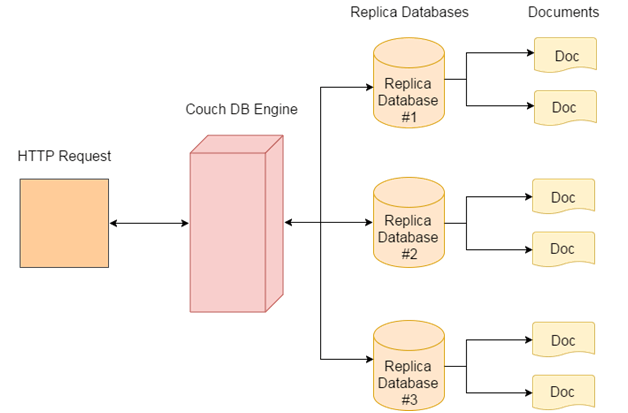 Replica Databases
Documents
Couch DB Engine
HTTP Request
Replica
Database
#1
Doc
Doc
Replica
Database
#2
Doc
Doc
Replica
Database
#3
Doc
Doc